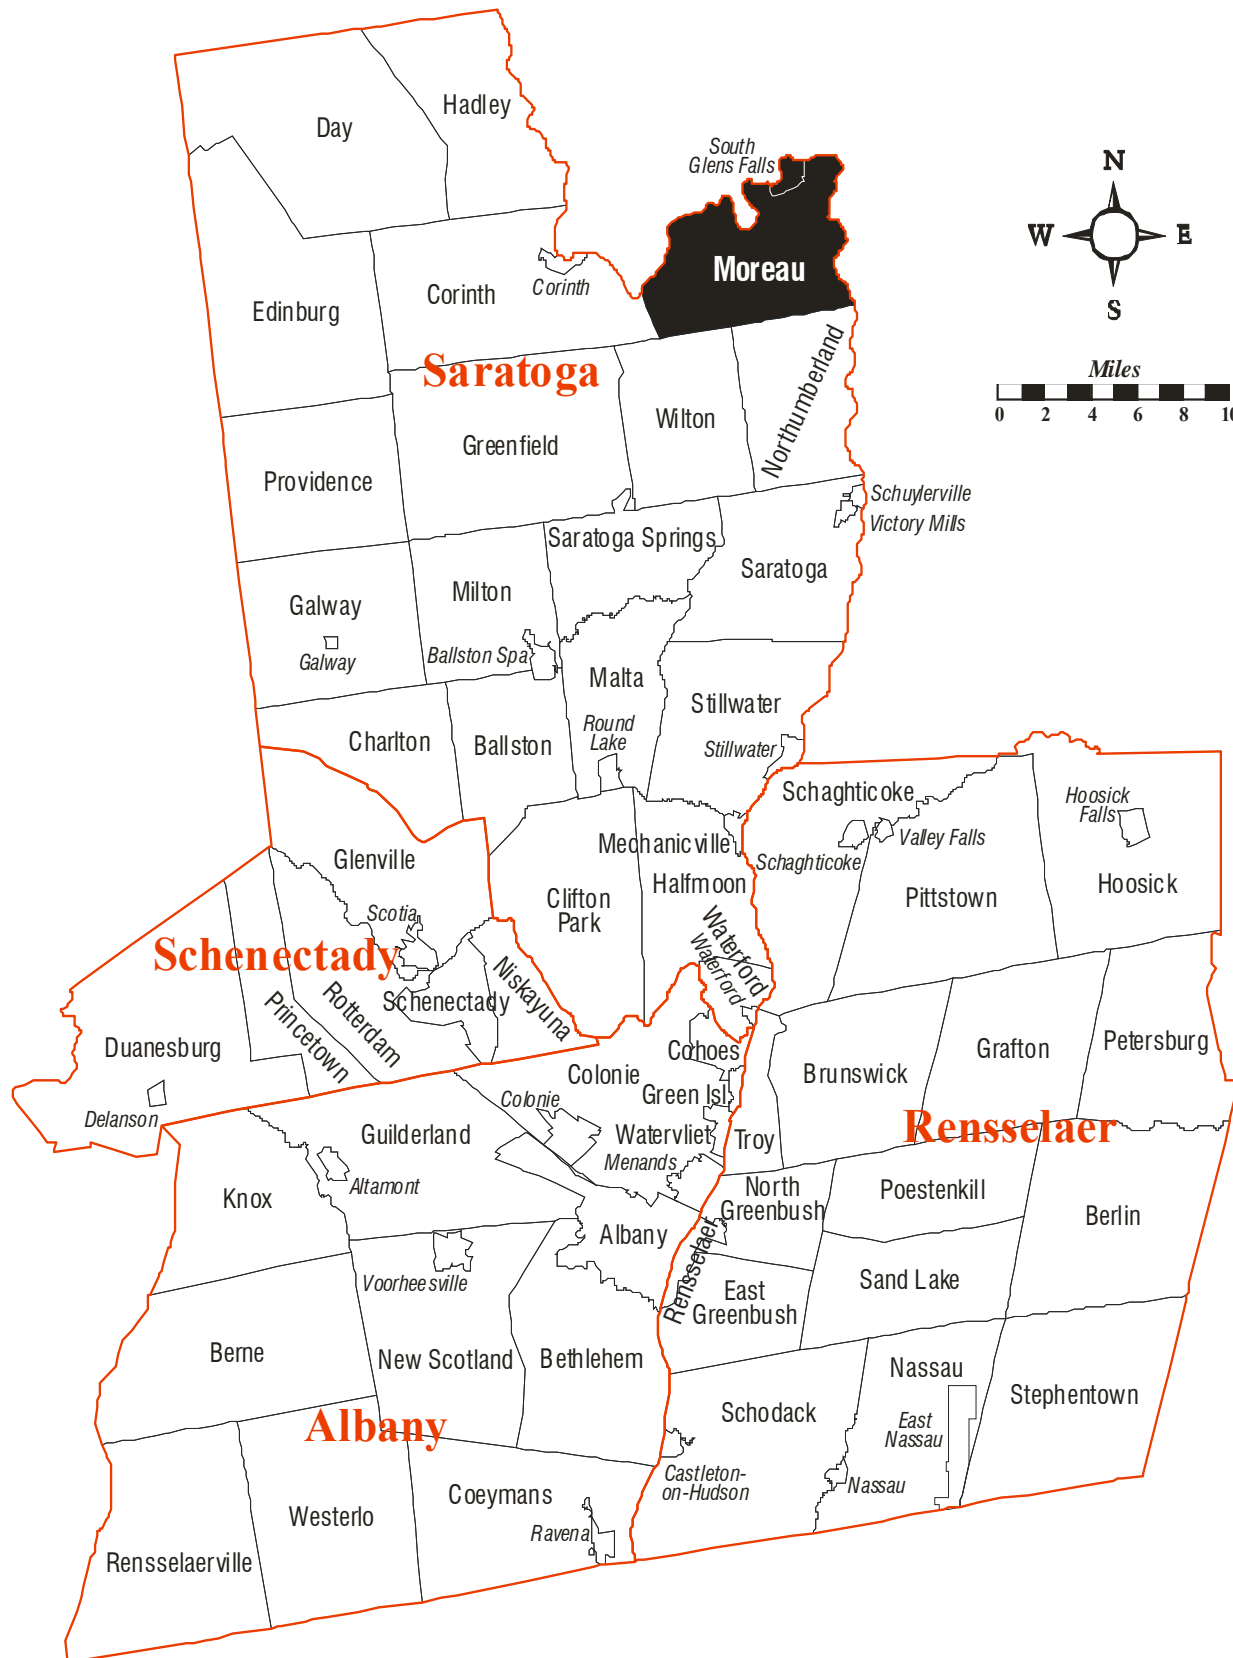 Hadley
Day
South
Glens Falls
N
W
E
S
Moreau
Edinburg
Corinth
Corinth
Miles
0 2 4 6 8 10
Saratoga
Northumberland
Wilton
Greenfield
Providence
Schuylerville
Victory Mills
Saratoga Springs
Saratoga
Milton
Galway
Galway
Ballston Spa
Malta
Stillwater
Round
Lake
Stillwater
Charlton
Ballston
Schaghticoke
Hoosick
Falls
Valley Falls
Schaghticoke
Mechanicville
Glenville
Halfmoon
Clifton
Park
Pittstown
Hoosick
Scotia
Waterford
Waterford
Schenectady
Niskayuna
Schenectady
Rotterdam
Princetown
Duanesburg
Delanson
Cohoes
Colonie
Green Isl
Colonie
Brunswick
Grafton
Petersburg
Rensselaer
Guilderland
Watervliet
Troy
Menands
Altamont
Knox
North
Greenbush
Poestenkill
Berlin
Albany
Rensselaer
Voorheesville
Sand Lake
East
Greenbush
Berne
New Scotland
Bethlehem
Nassau
Stephentown
Albany
Schodack
East
Nassau
Castleton-
on-Hudson
Nassau
Coeymans
Westerlo
Ravena
Rensselaerville